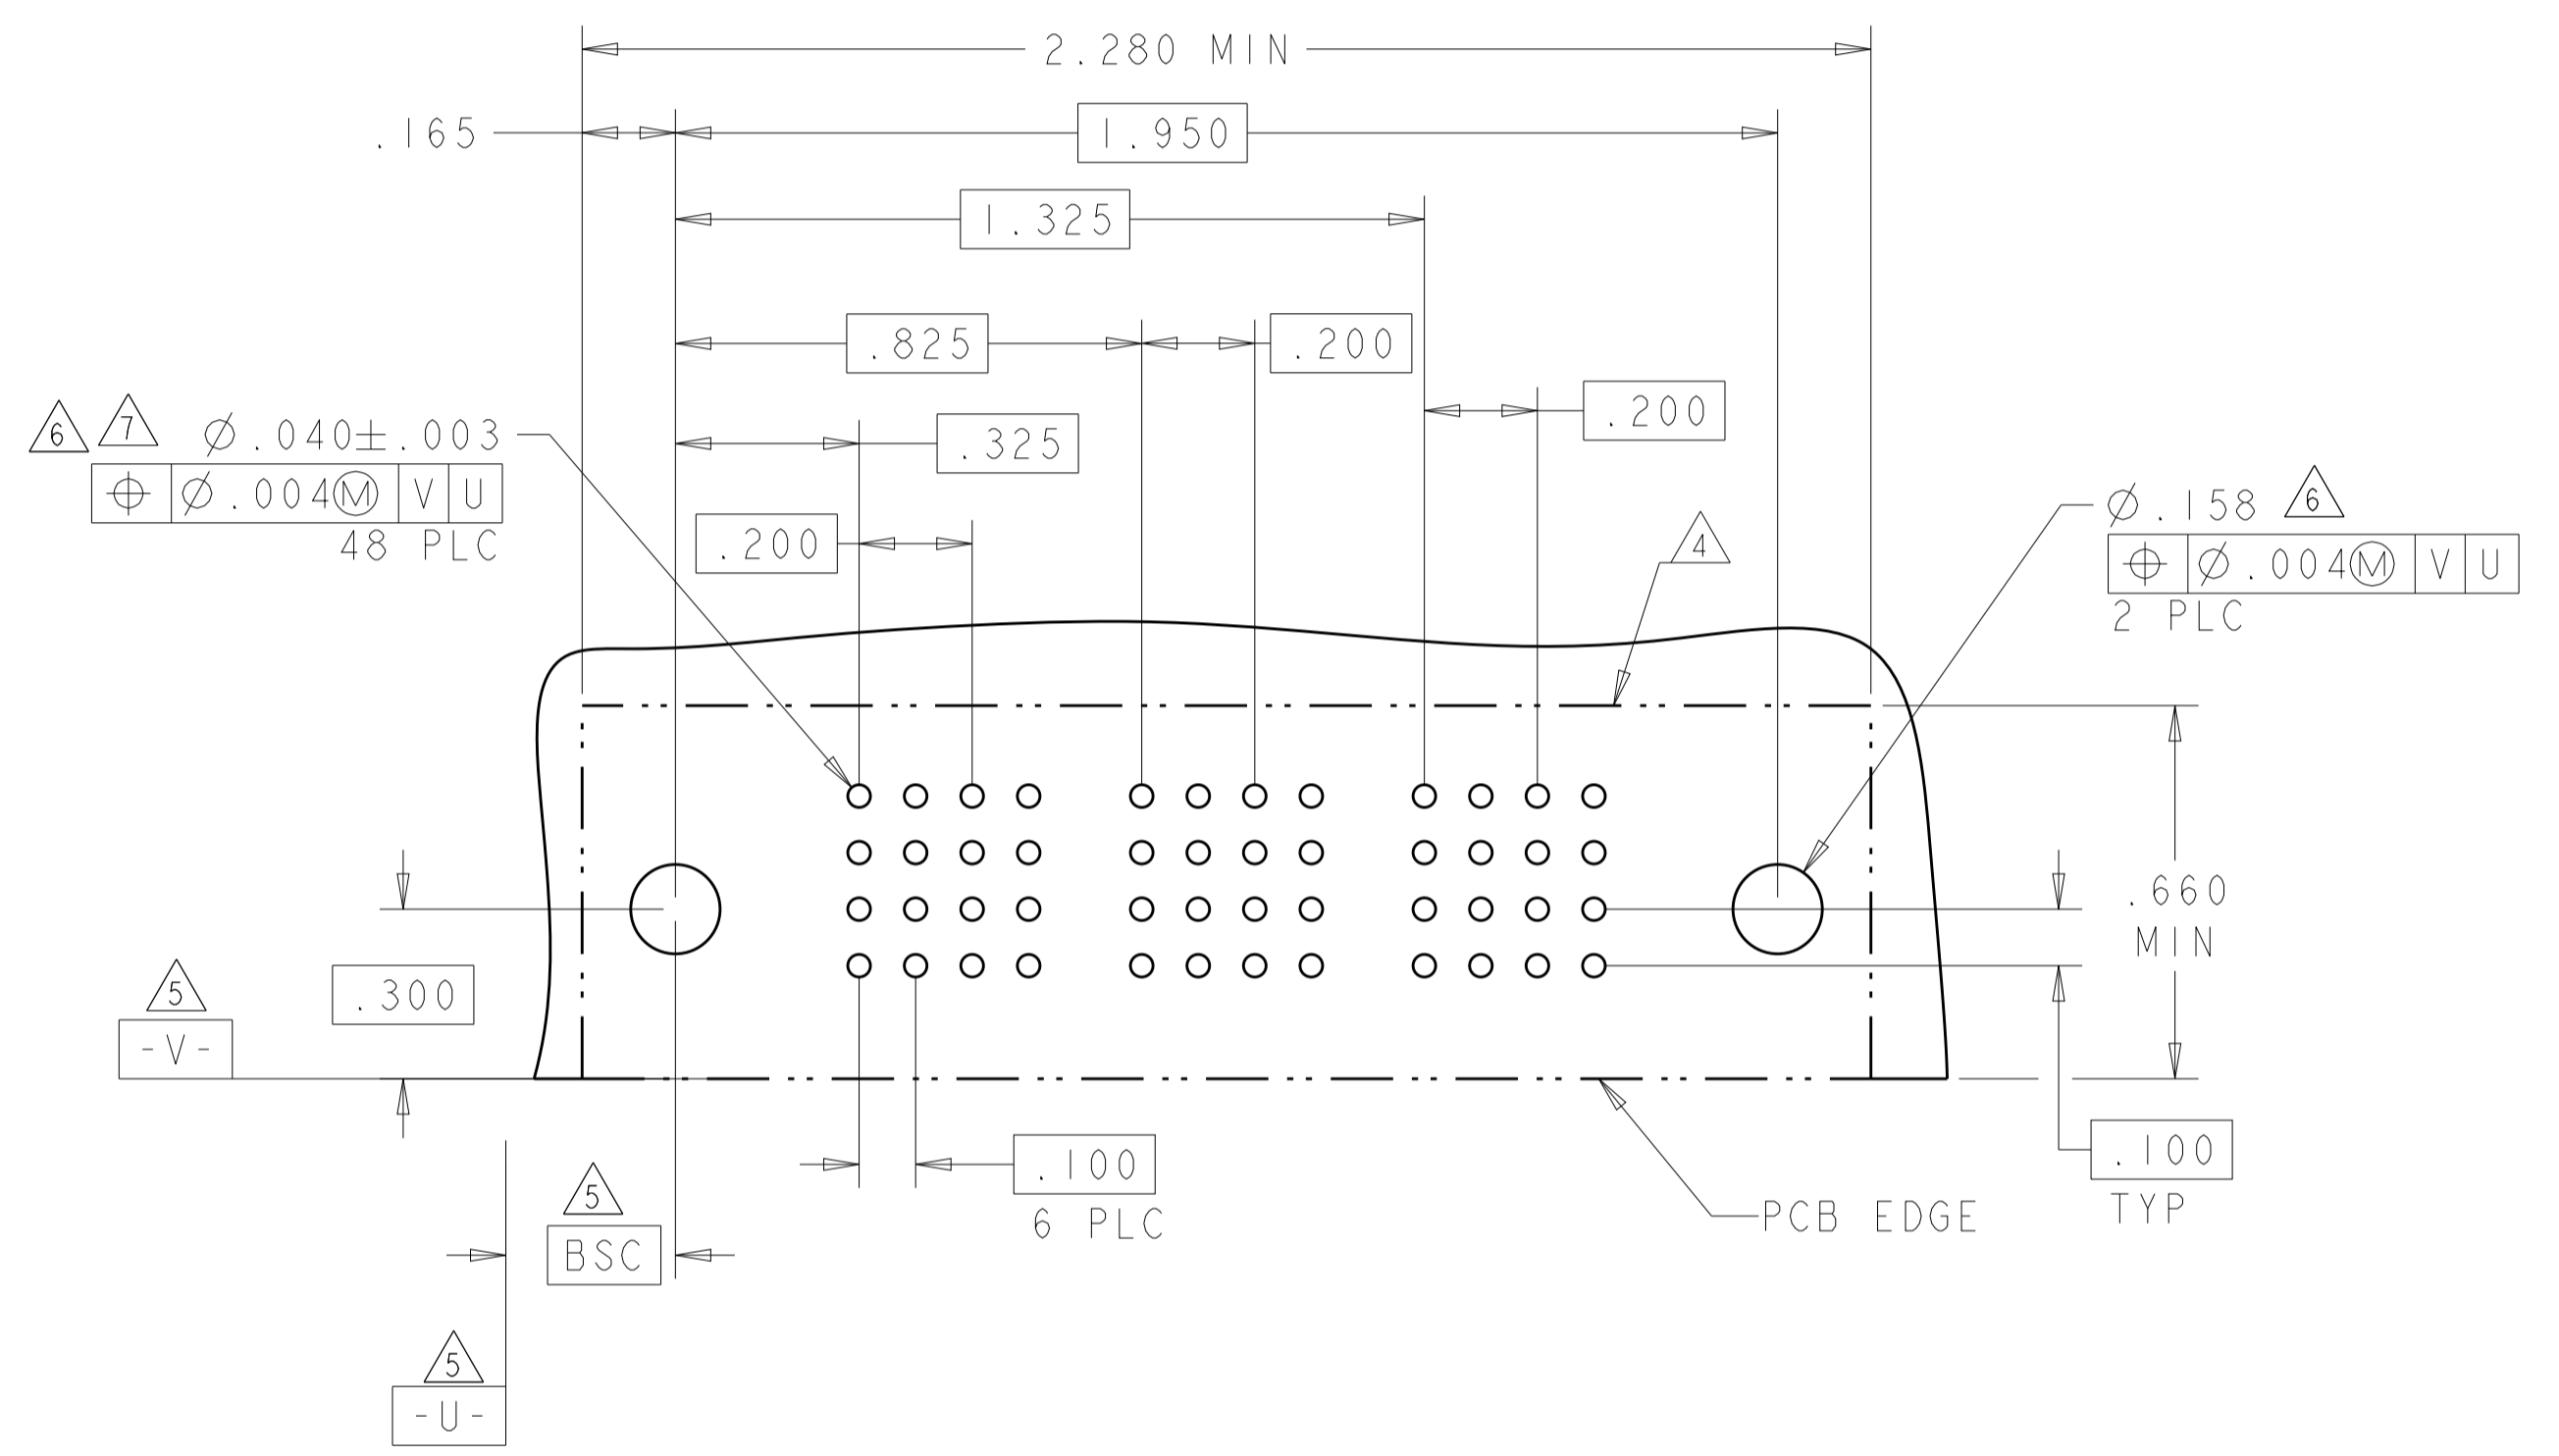 2.280 MIN
.165
1.950
1.325
.825
.200
.200
6 7 Ø.040±.003
⌖ Ø.004Ⓜ V U
48 PLC
.325
.200
4
Ø.158 6
⌖ Ø.004Ⓜ V U
2 PLC
.660
MIN
5
-V-
.300
.100
TYP
.100
6 PLC
PCB EDGE
5
BSC
5
-U-